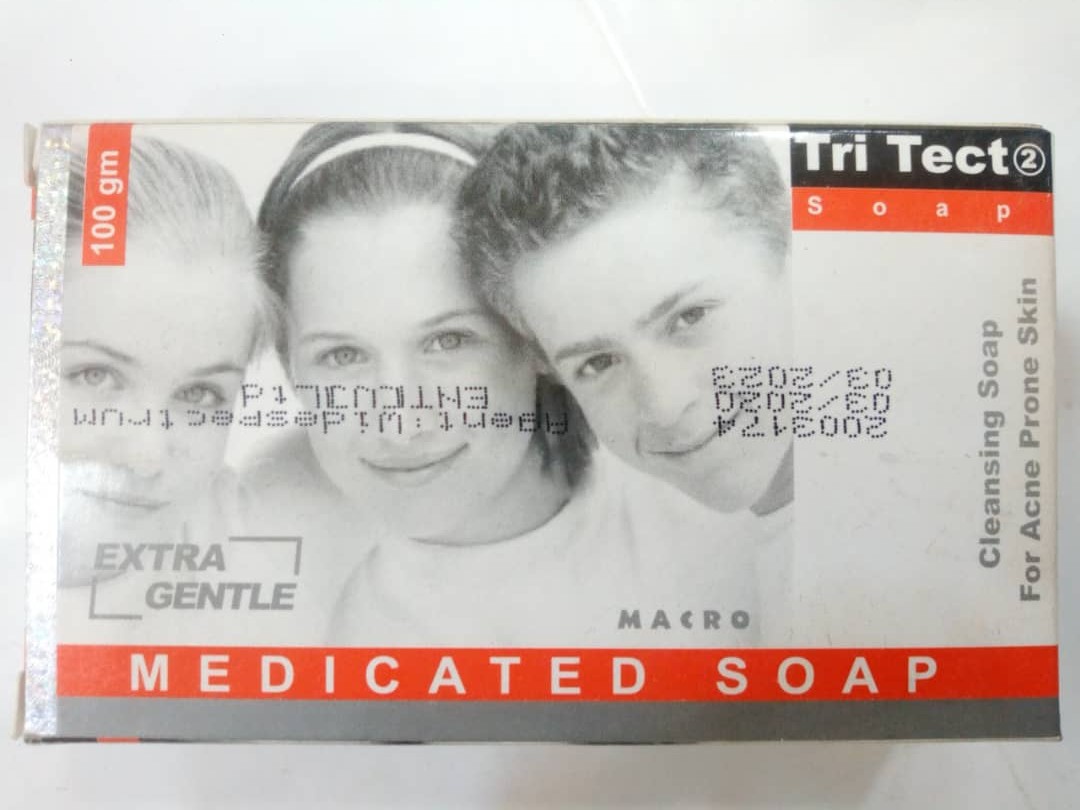 100 gm
Tri Tect②
Soap
Cleansing Soap
For Acne Prone Skin
2003174
03/2020
03/2023
Agent:Widespectrum
Ltd
EXTRA
GENTLE
MACRO
MEDICATED SOAP